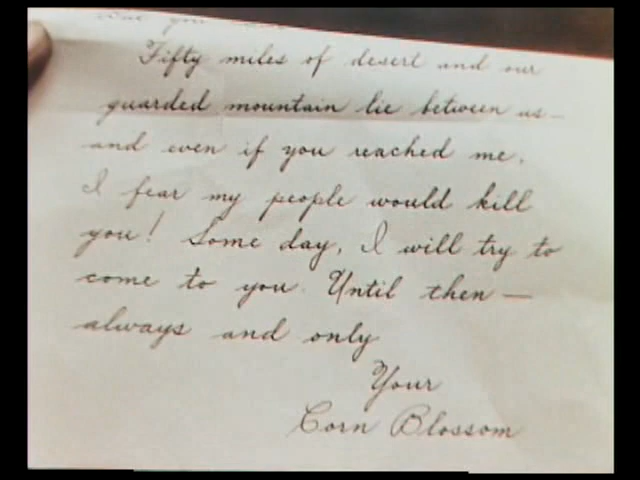 Fifty miles of desert and our
guarded mountain lie between us —
and even if you reached me,
I fear my people would kill
you! Some day, I will try to
come to you. Until then —
always and only
Your
Corn Blossom